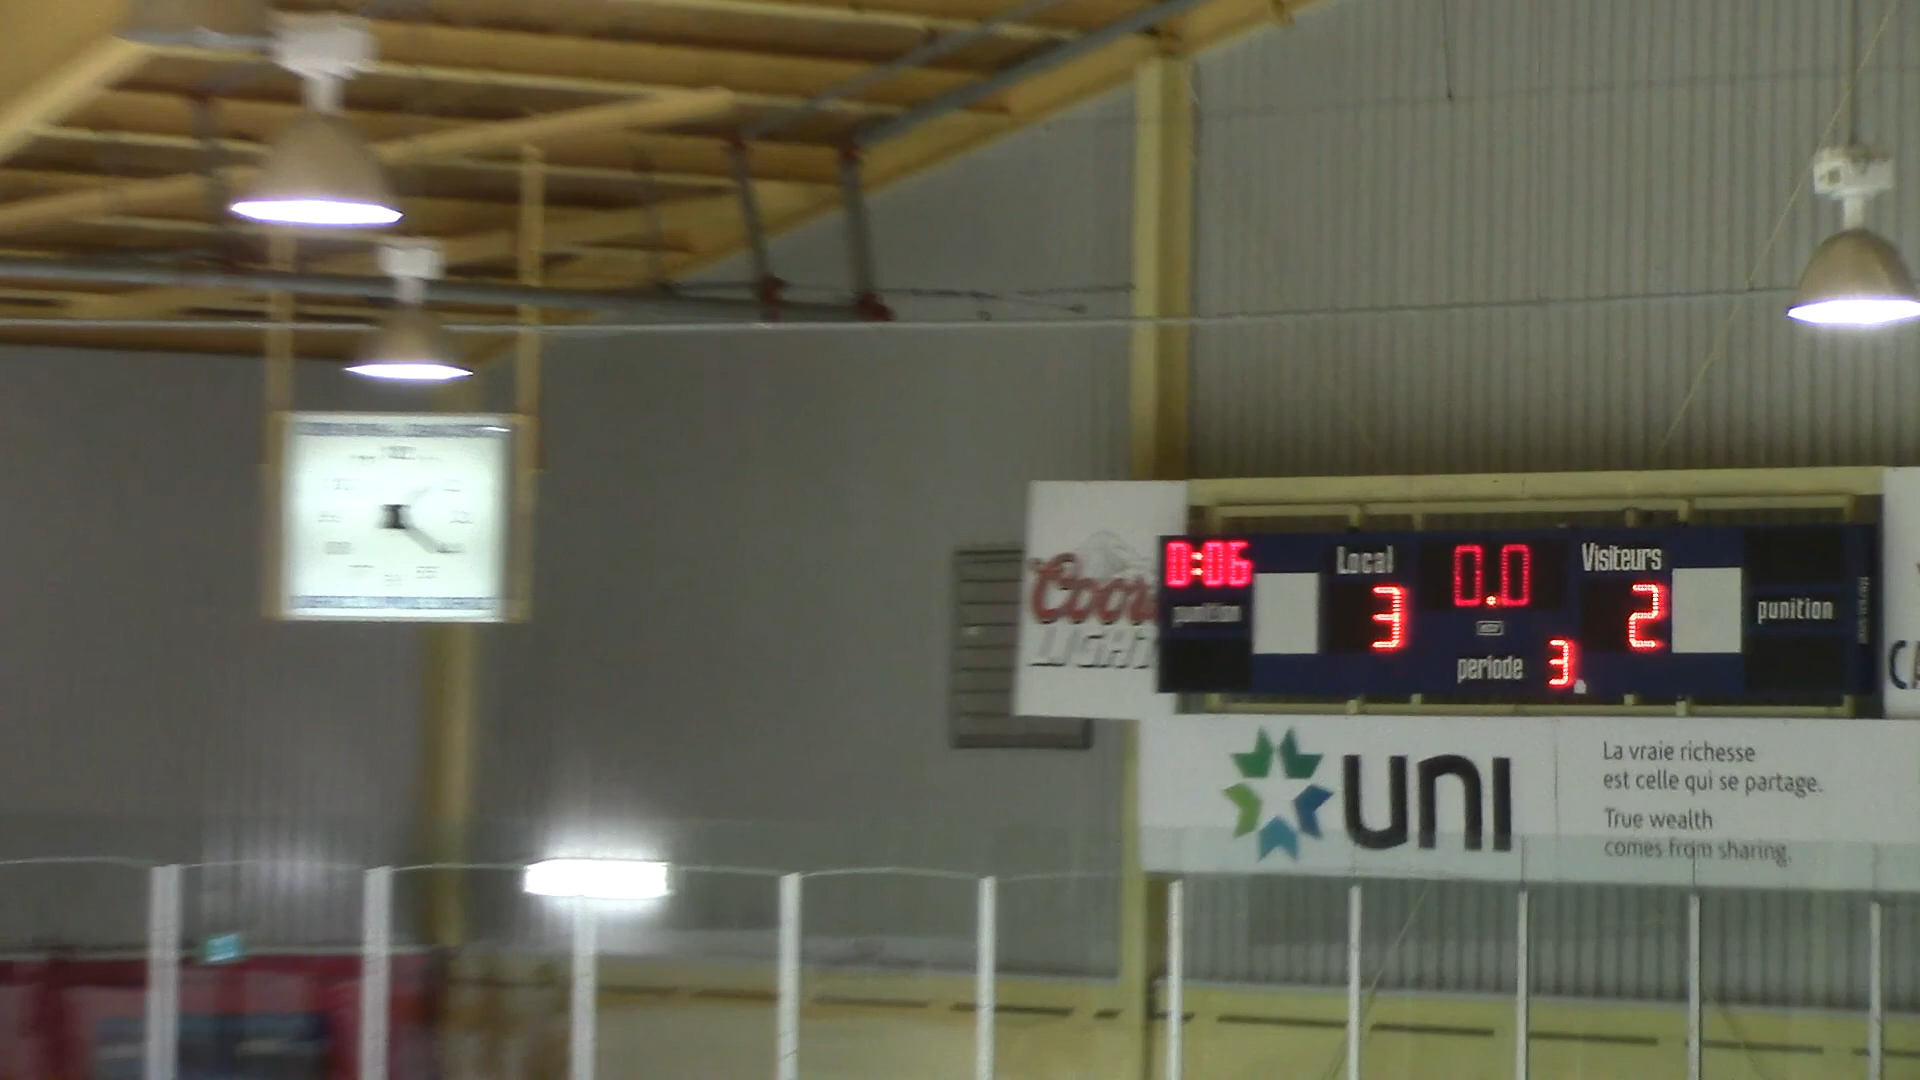 Coors
LIGHT
0:06
punition
Local
3
0.0
Visiteurs
2
punition
periode 3
CA
UNI
La vraie richesse
est celle qui se partage.
True wealth
comes from sharing.